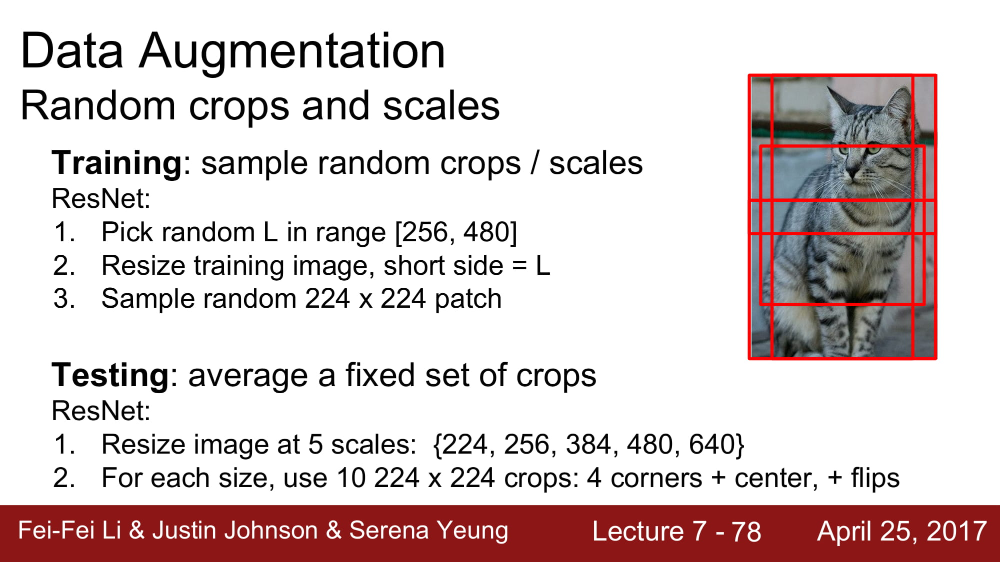 Data Augmentation
Random crops and scales
Training: sample random crops / scales
ResNet:
1. Pick random L in range [256, 480]
2. Resize training image, short side = L
3. Sample random 224 x 224 patch
Testing: average a fixed set of crops
ResNet:
1. Resize image at 5 scales: {224, 256, 384, 480, 640}
2. For each size, use 10 224 x 224 crops: 4 corners + center, + flips
Fei-Fei Li & Justin Johnson & Serena Yeung Lecture 7 - 78 April 25, 2017